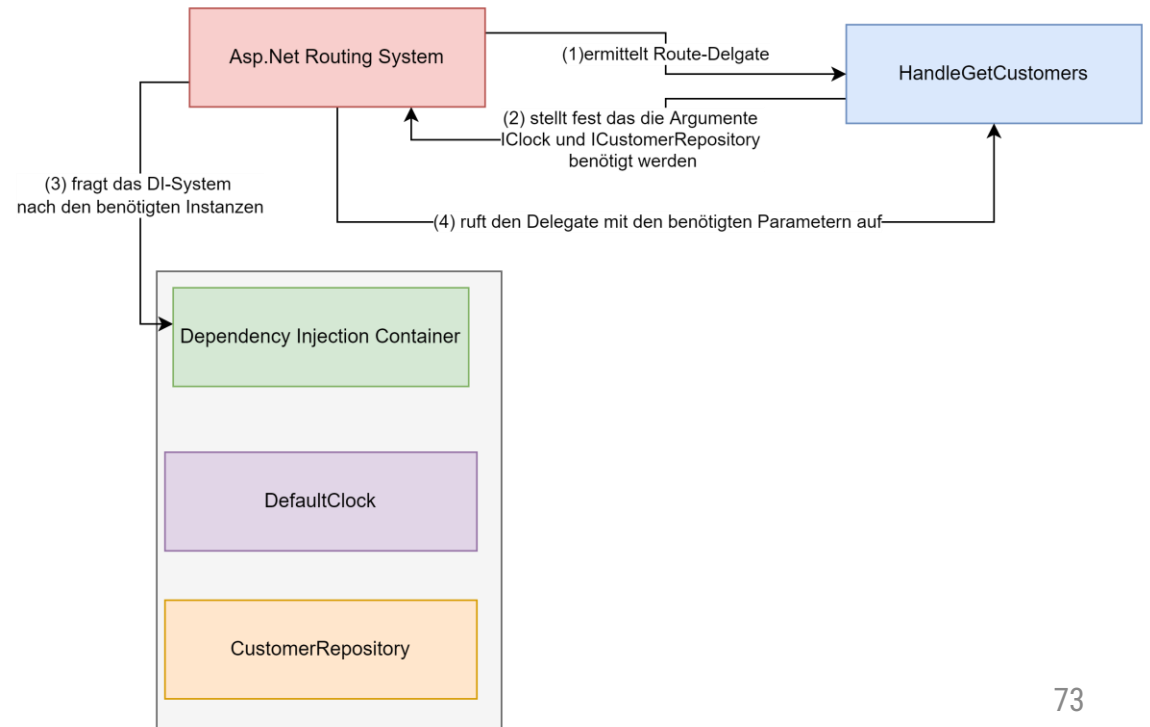 Asp.Net Routing System
(1)ermittelt Route-Delgate
HandleGetCustomers
(2) stellt fest das die Argumente
IClock und ICustomerRepository
benötigt werden
(3) fragt das DI-System
nach den benötigten Instanzen
(4) ruft den Delegate mit den benötigten Parametern auf
Dependency Injection Container
DefaultClock
CustomerRepository
73